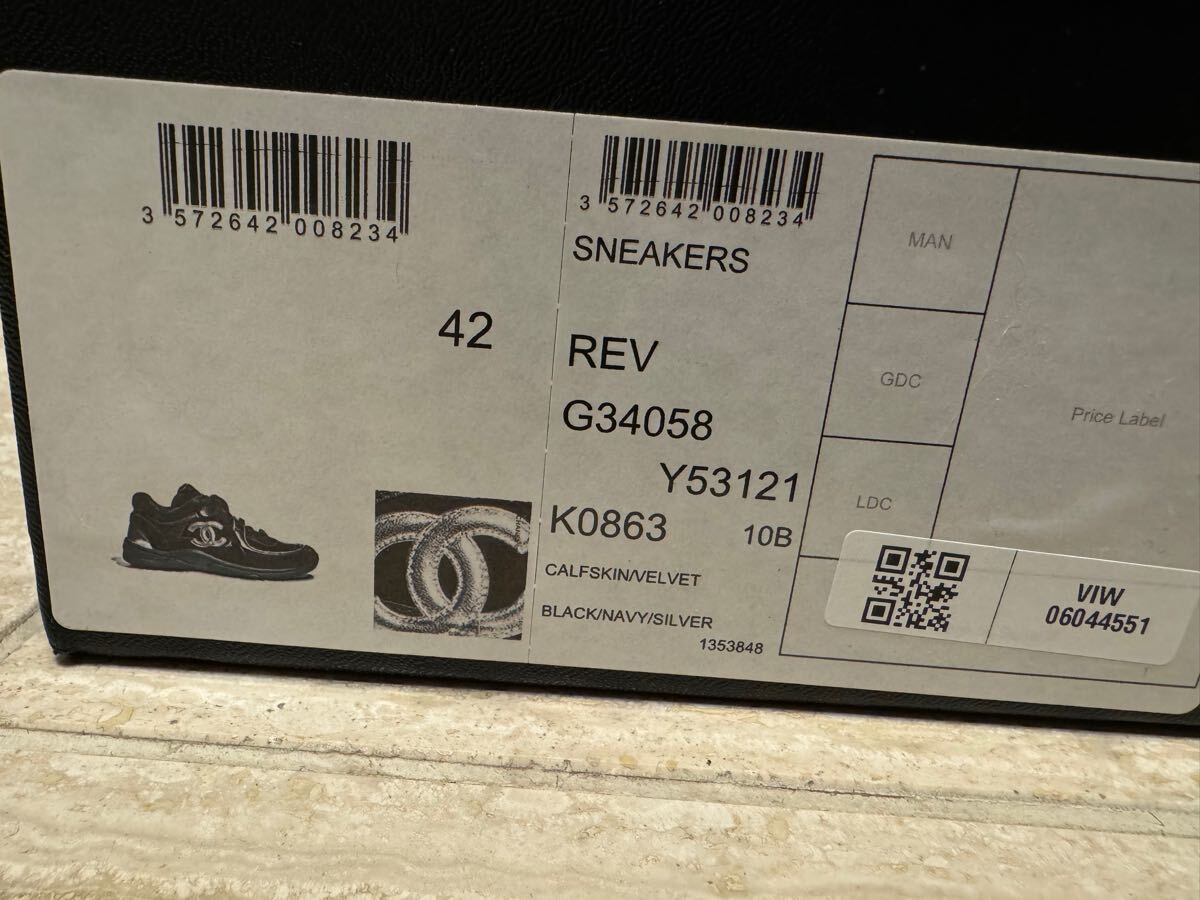 3 572642 008234
42
3 572642 008234
SNEAKERS
REV
G34058
Y53121
K0863 10B
CALFSKIN/VELVET
BLACK/NAVY/SILVER
1353848
MAN
GDC
LDC
Price Label
VIW
06044551